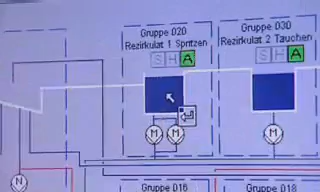 Gruppe 020
Rezirkulat 1 Spritzen
S H A
Gruppe 030
Rezirkulat 2 Tauchen
S H A
M
M
M
N
Gruppe 016
Gruppe 018